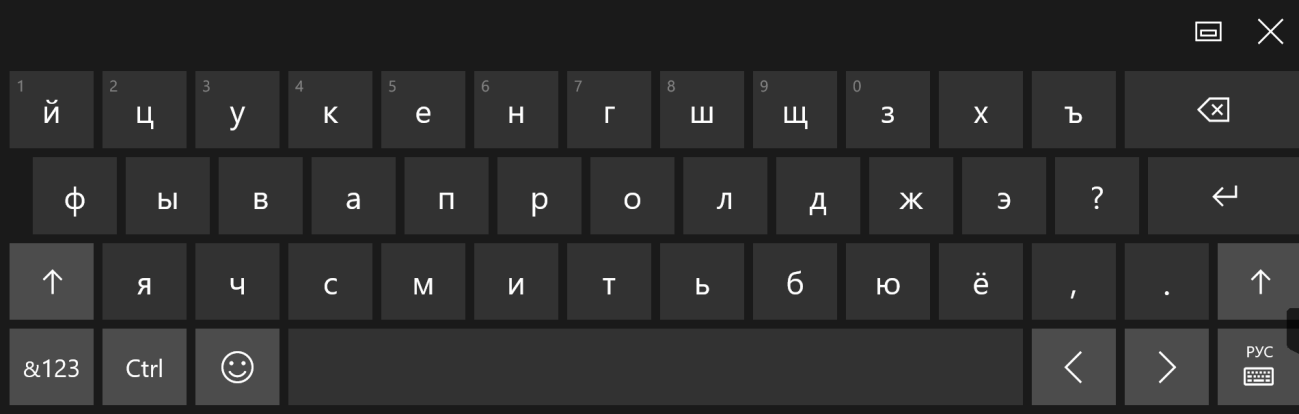 1 й 2 ц 3 у 4 к 5 е 6 н 7 г 8 ш 9 щ 0 з х ъ
ф ы в а п р о л д ж э ?
я ч с м и т ь б ю ё , .
&123 Ctrl РУС